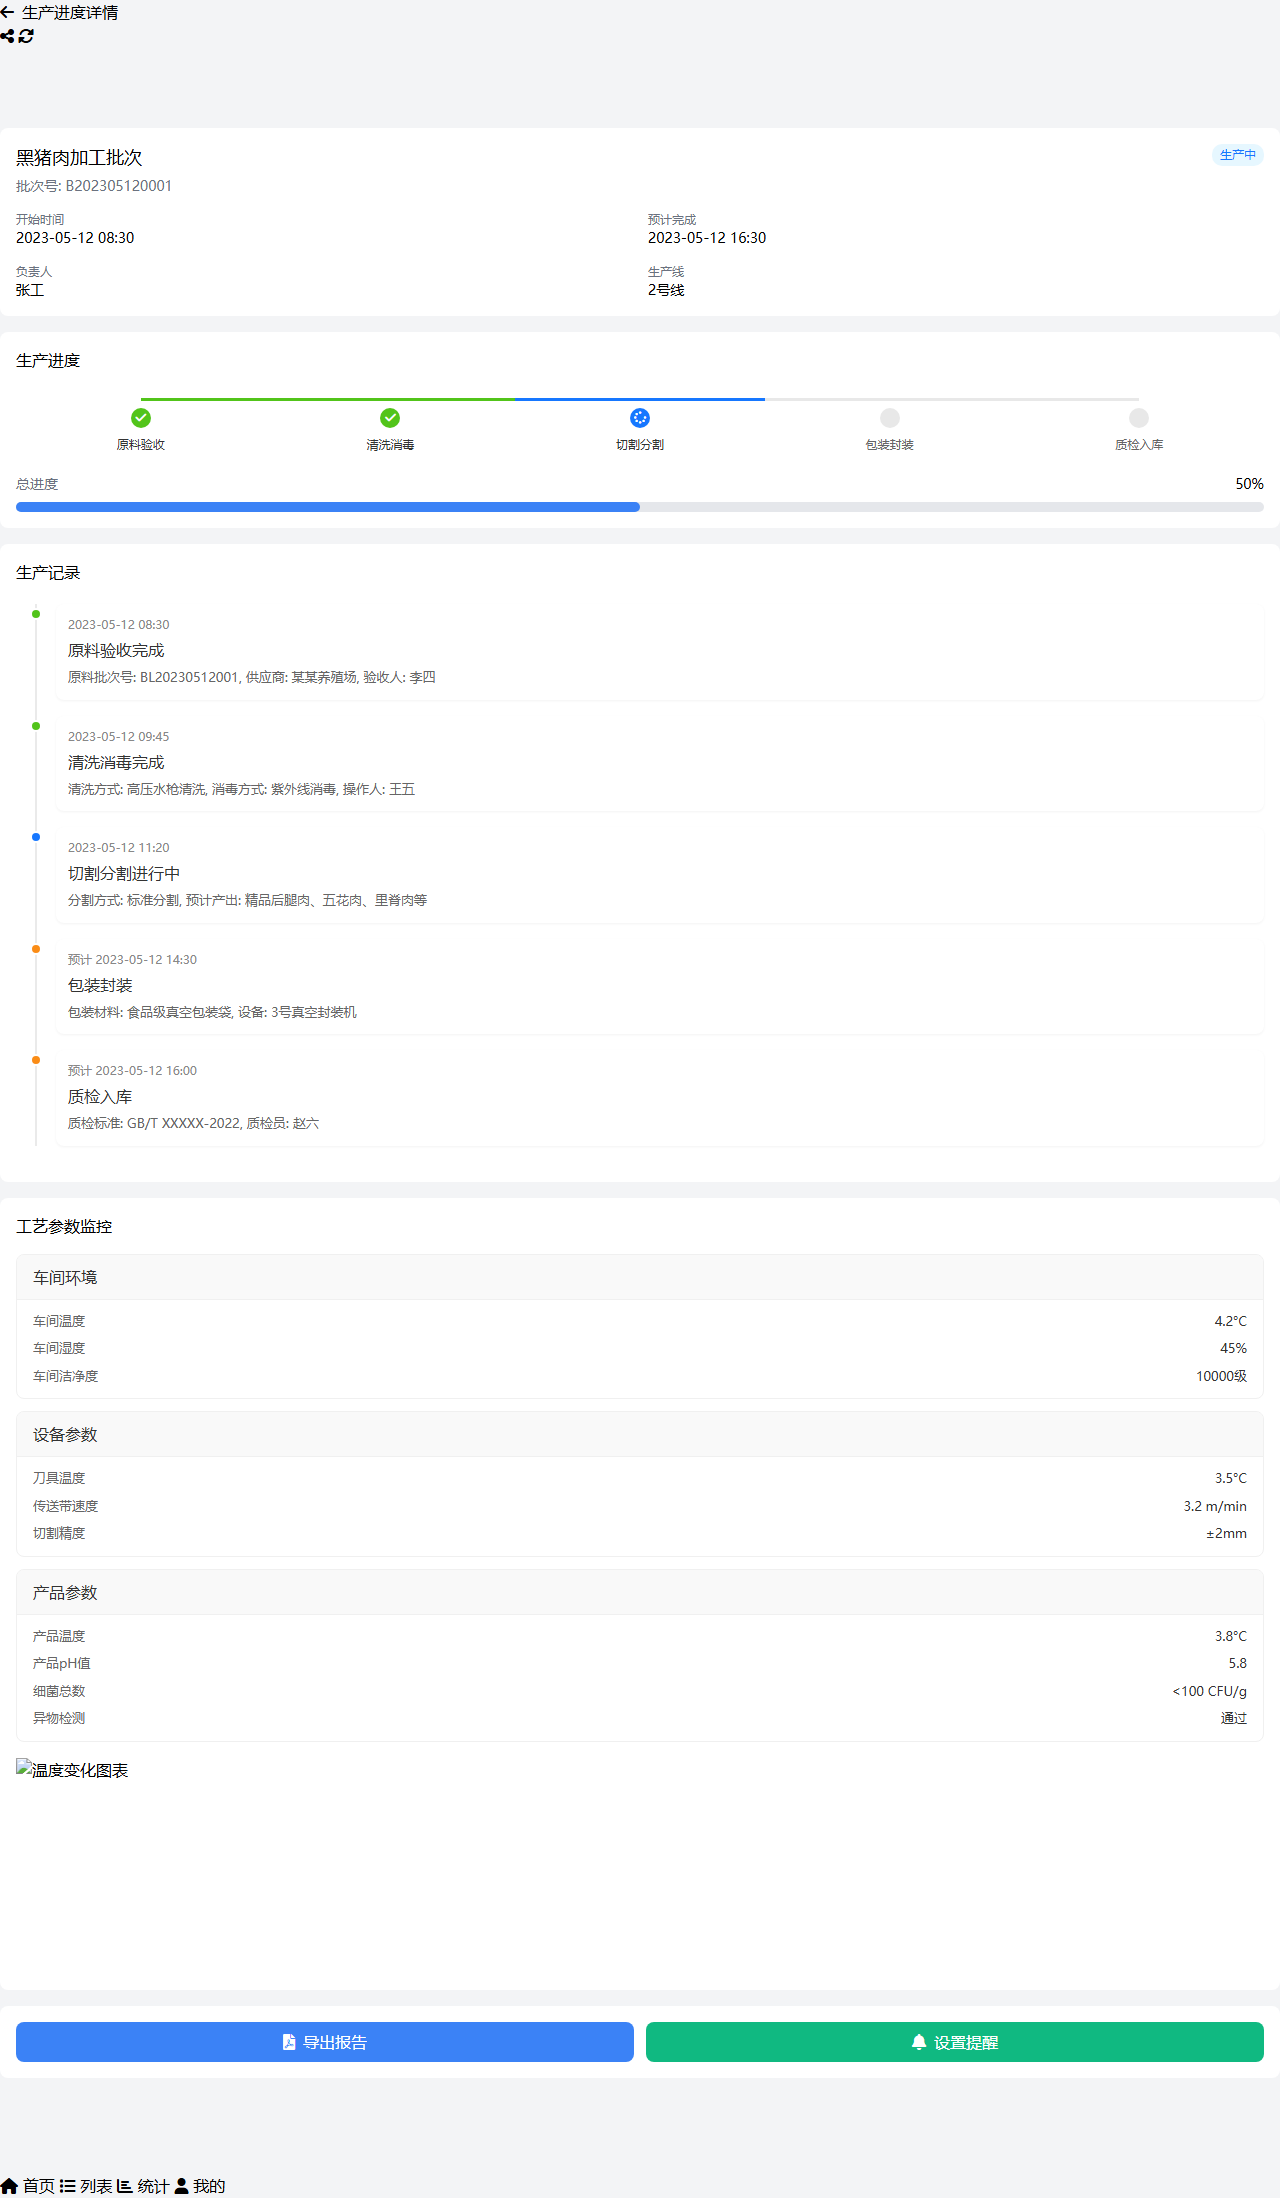 生产进度详情
黑猪肉加工批次
生产中
批次号: B202305120001
开始时间
预计完成
2023-05-12 08:30
2023-05-12 16:30
负责人
生产线
张工
2号线
生产进度
原料验收
清洗消毒
切割分割
包装封装
质检入库
总进度
50%
生产记录
2023-05-12 08:30
原料验收完成
原料批次号: BL20230512001, 供应商: 某某养殖场, 验收人: 李四
2023-05-12 09:45
清洗消毒完成
清洗方式: 高压水枪清洗, 消毒方式: 紫外线消毒, 操作人: 王五
2023-05-12 11:20
切割分割进行中
分割方式: 标准分割, 预计产出: 精品后腿肉、五花肉、里脊肉等
预计 2023-05-12 14:30
包装封装
包装材料: 食品级真空包装袋, 设备: 3号真空封装机
预计 2023-05-12 16:00
质检入库
质检标准: GB/T XXXXX-2022, 质检员: 赵六
工艺参数监控
车间环境
车间温度
4.2°C
车间湿度
45%
车间洁净度
10000级
设备参数
刀具温度
3.5°C
传送带速度
3.2 m/min
切割精度
±2mm
产品参数
产品温度
3.8°C
产品pH值
5.8
细菌总数
<100 CFU/g
异物检测
通过
温度变化图表
导出报告
设置提醒
首页 列表 统计 我的